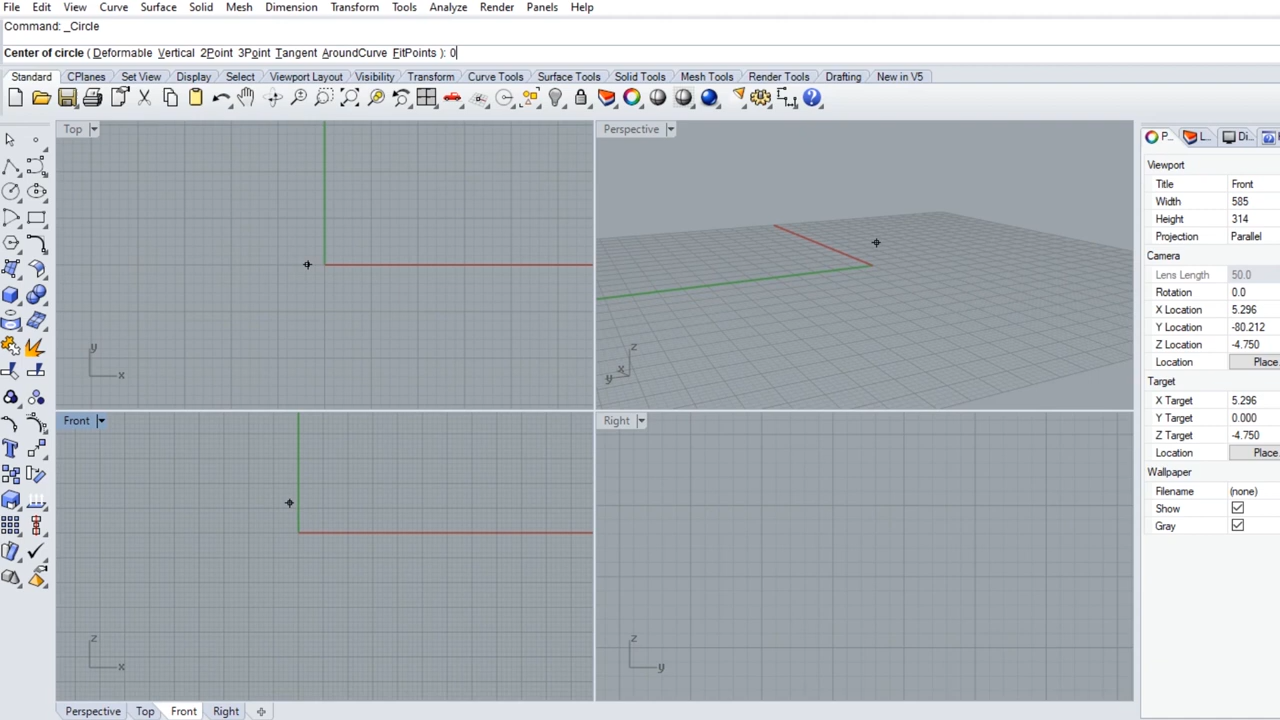 File Edit View Curve Surface Solid Mesh Dimension Transform Tools Analyze Render Panels Help
Command: _Circle
Center of circle ( Deformable Vertical 2Point 3Point Tangent AroundCurve FitPoints ): 0
Standard CPlanes Set View Display Select Viewport Layout Visibility Transform Curve Tools Surface Tools Solid Tools Mesh Tools Render Tools Drafting New in V5
Top
Perspective
P... L... Di...
Viewport
Title Front
Width 585
Height 314
Projection Parallel
Camera
Lens Length 50.0
Rotation 0.0
X Location 5.296
Y Location -80.212
Z Location -4.750
Location Place.
Target
X Target 5.296
Y Target 0.000
Z Target -4.750
Location Place.
Wallpaper
Filename (none)
Show
Gray
y
x
z
x
y
Front
Right
z
x
z
y
Perspective Top Front Right